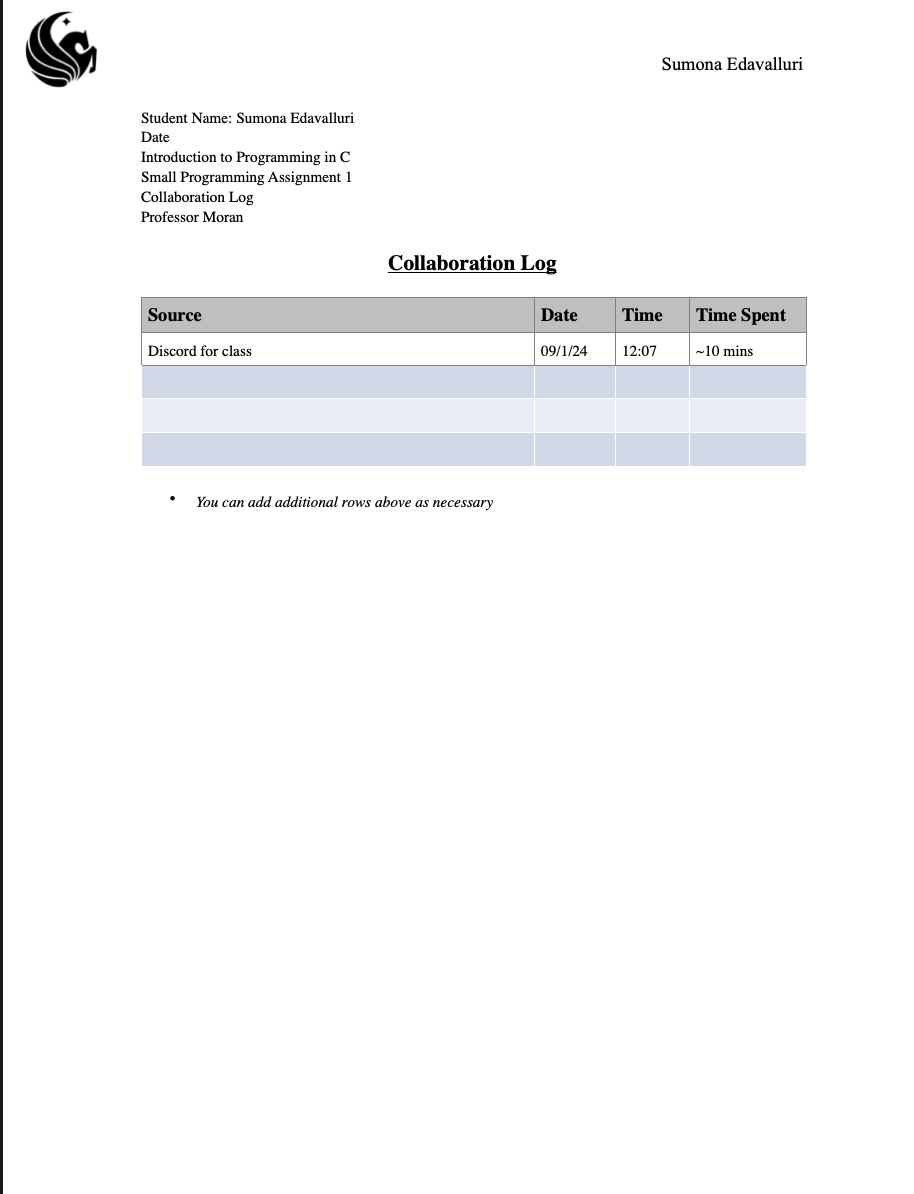 Sumona Edavalluri
Student Name: Sumona Edavalluri
Date
Introduction to Programming in C
Small Programming Assignment 1
Collaboration Log
Professor Moran
Collaboration Log
Source Date Time Time Spent
Discord for class 09/1/24 12:07 ~10 mins
• You can add additional rows above as necessary